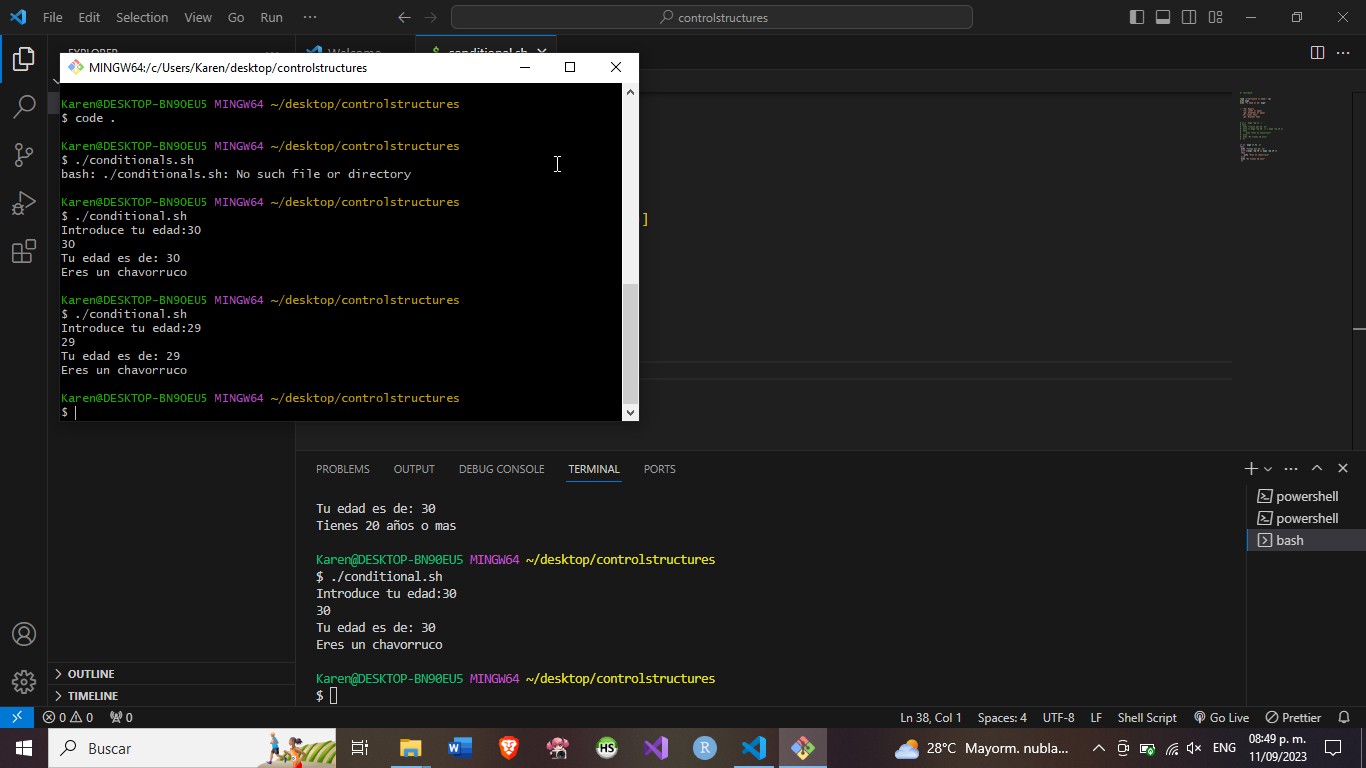 File Edit Selection View Go Run ···
controlstructures
EXPLORER
Welcome
conditional.sh
MINGW64:/c/Users/Karen/desktop/controlstructures
Karen@DESKTOP-BN9OEU5 MINGW64 ~/desktop/controlstructures
$ code .
Karen@DESKTOP-BN9OEU5 MINGW64 ~/desktop/controlstructures
$ ./conditionals.sh
bash: ./conditionals.sh: No such file or directory
Karen@DESKTOP-BN9OEU5 MINGW64 ~/desktop/controlstructures
$ ./conditional.sh
Introduce tu edad:30
30
Tu edad es de: 30
Eres un chavorruco
Karen@DESKTOP-BN9OEU5 MINGW64 ~/desktop/controlstructures
$ ./conditional.sh
Introduce tu edad:29
29
Tu edad es de: 29
Eres un chavorruco
Karen@DESKTOP-BN9OEU5 MINGW64 ~/desktop/controlstructures
$
]
PROBLEMS OUTPUT DEBUG CONSOLE TERMINAL PORTS
powershell
powershell
bash
Tu edad es de: 30
Tienes 20 años o mas
Karen@DESKTOP-BN90EU5 MINGW64 ~/desktop/controlstructures
$ ./conditional.sh
Introduce tu edad:30
30
Tu edad es de: 30
Eres un chavorruco
Karen@DESKTOP-BN90EU5 MINGW64 ~/desktop/controlstructures
$
OUTLINE
TIMELINE
0 0 0 Ln 38, Col 1 Spaces: 4 UTF-8 LF Shell Script Go Live Prettier
Buscar
HS
R
28°C Mayorm. nubla... ENG
08:49 p. m.
11/09/2023